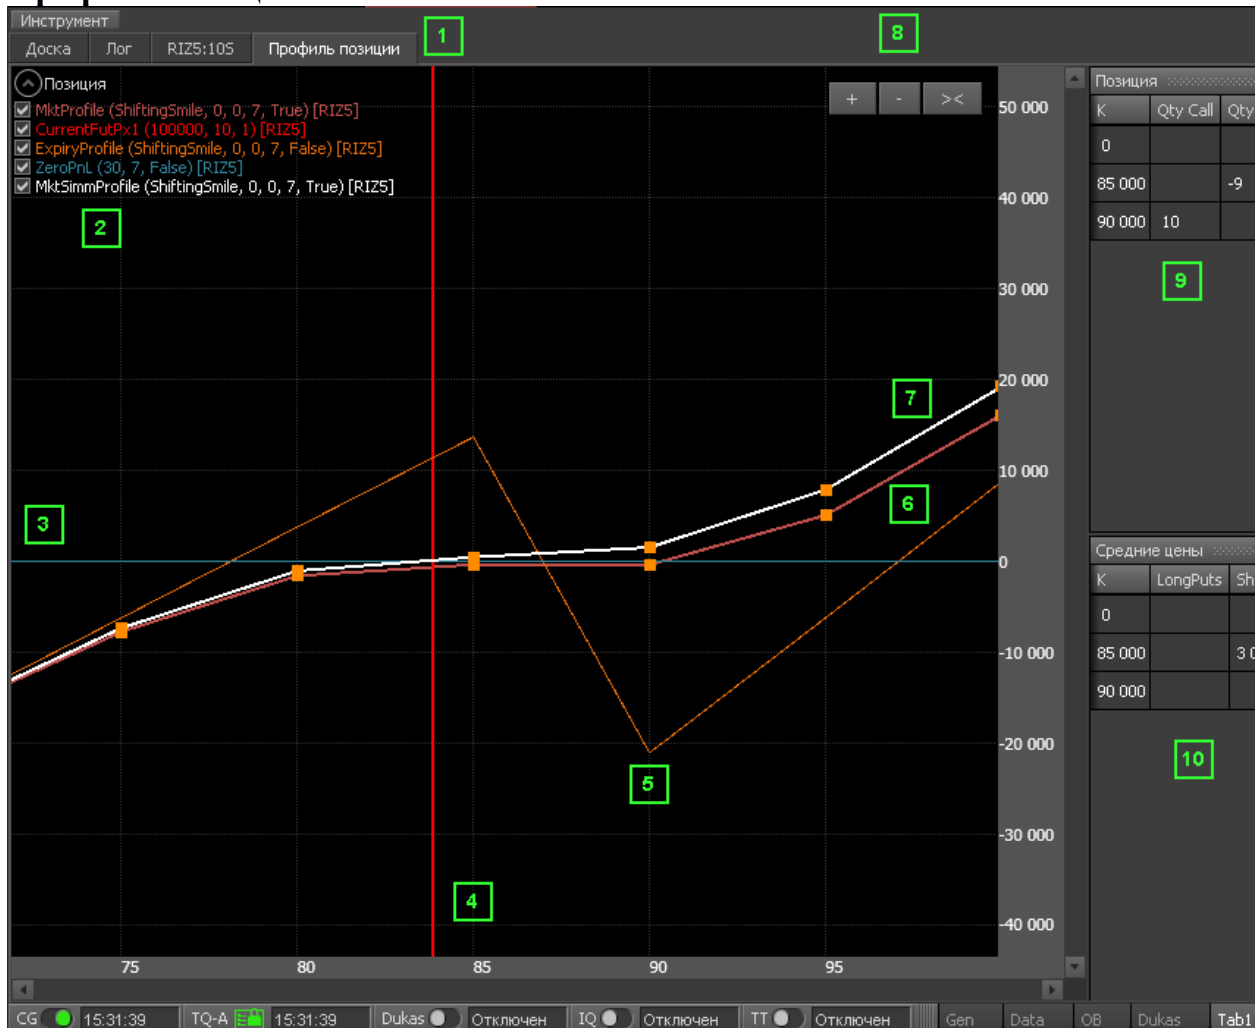 Инструмент
1
8
Доска Лог RIZ5:10S Профиль позиции
Позиция
MktProfile (ShiftingSmile, 0, 0, 7, True) [RIZ5]
CurrentFutPx1 (100000, 10, 1) [RIZ5]
ExpiryProfile (ShiftingSmile, 0, 0, 7, False) [RIZ5]
ZeroPnL (30, 7, False) [RIZ5]
MktSimmProfile (ShiftingSmile, 0, 0, 7, True) [RIZ5]
2
+ - ><
50 000
40 000
30 000
20 000
10 000
0
-10 000
-20 000
-30 000
-40 000
3
7
6
5
4
75 80 85 90 95
Позиция
K Qty Call Qty
0
85 000 -9
90 000 10
9
Средние цены
K LongPuts Sh
0
85 000 3 0
90 000
10
CG 15:31:39 TQ-A 15:31:39 Dukas Отключен IQ Отключен TT Отключен Gen Data OB Dukas Tab1